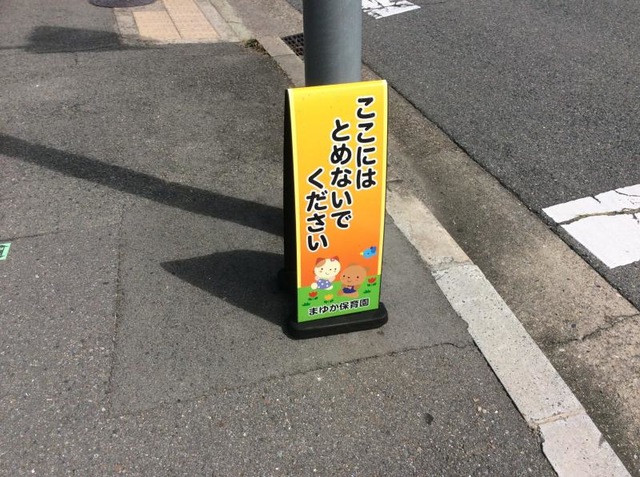 ここには
とめないで
ください
まゆか保育園